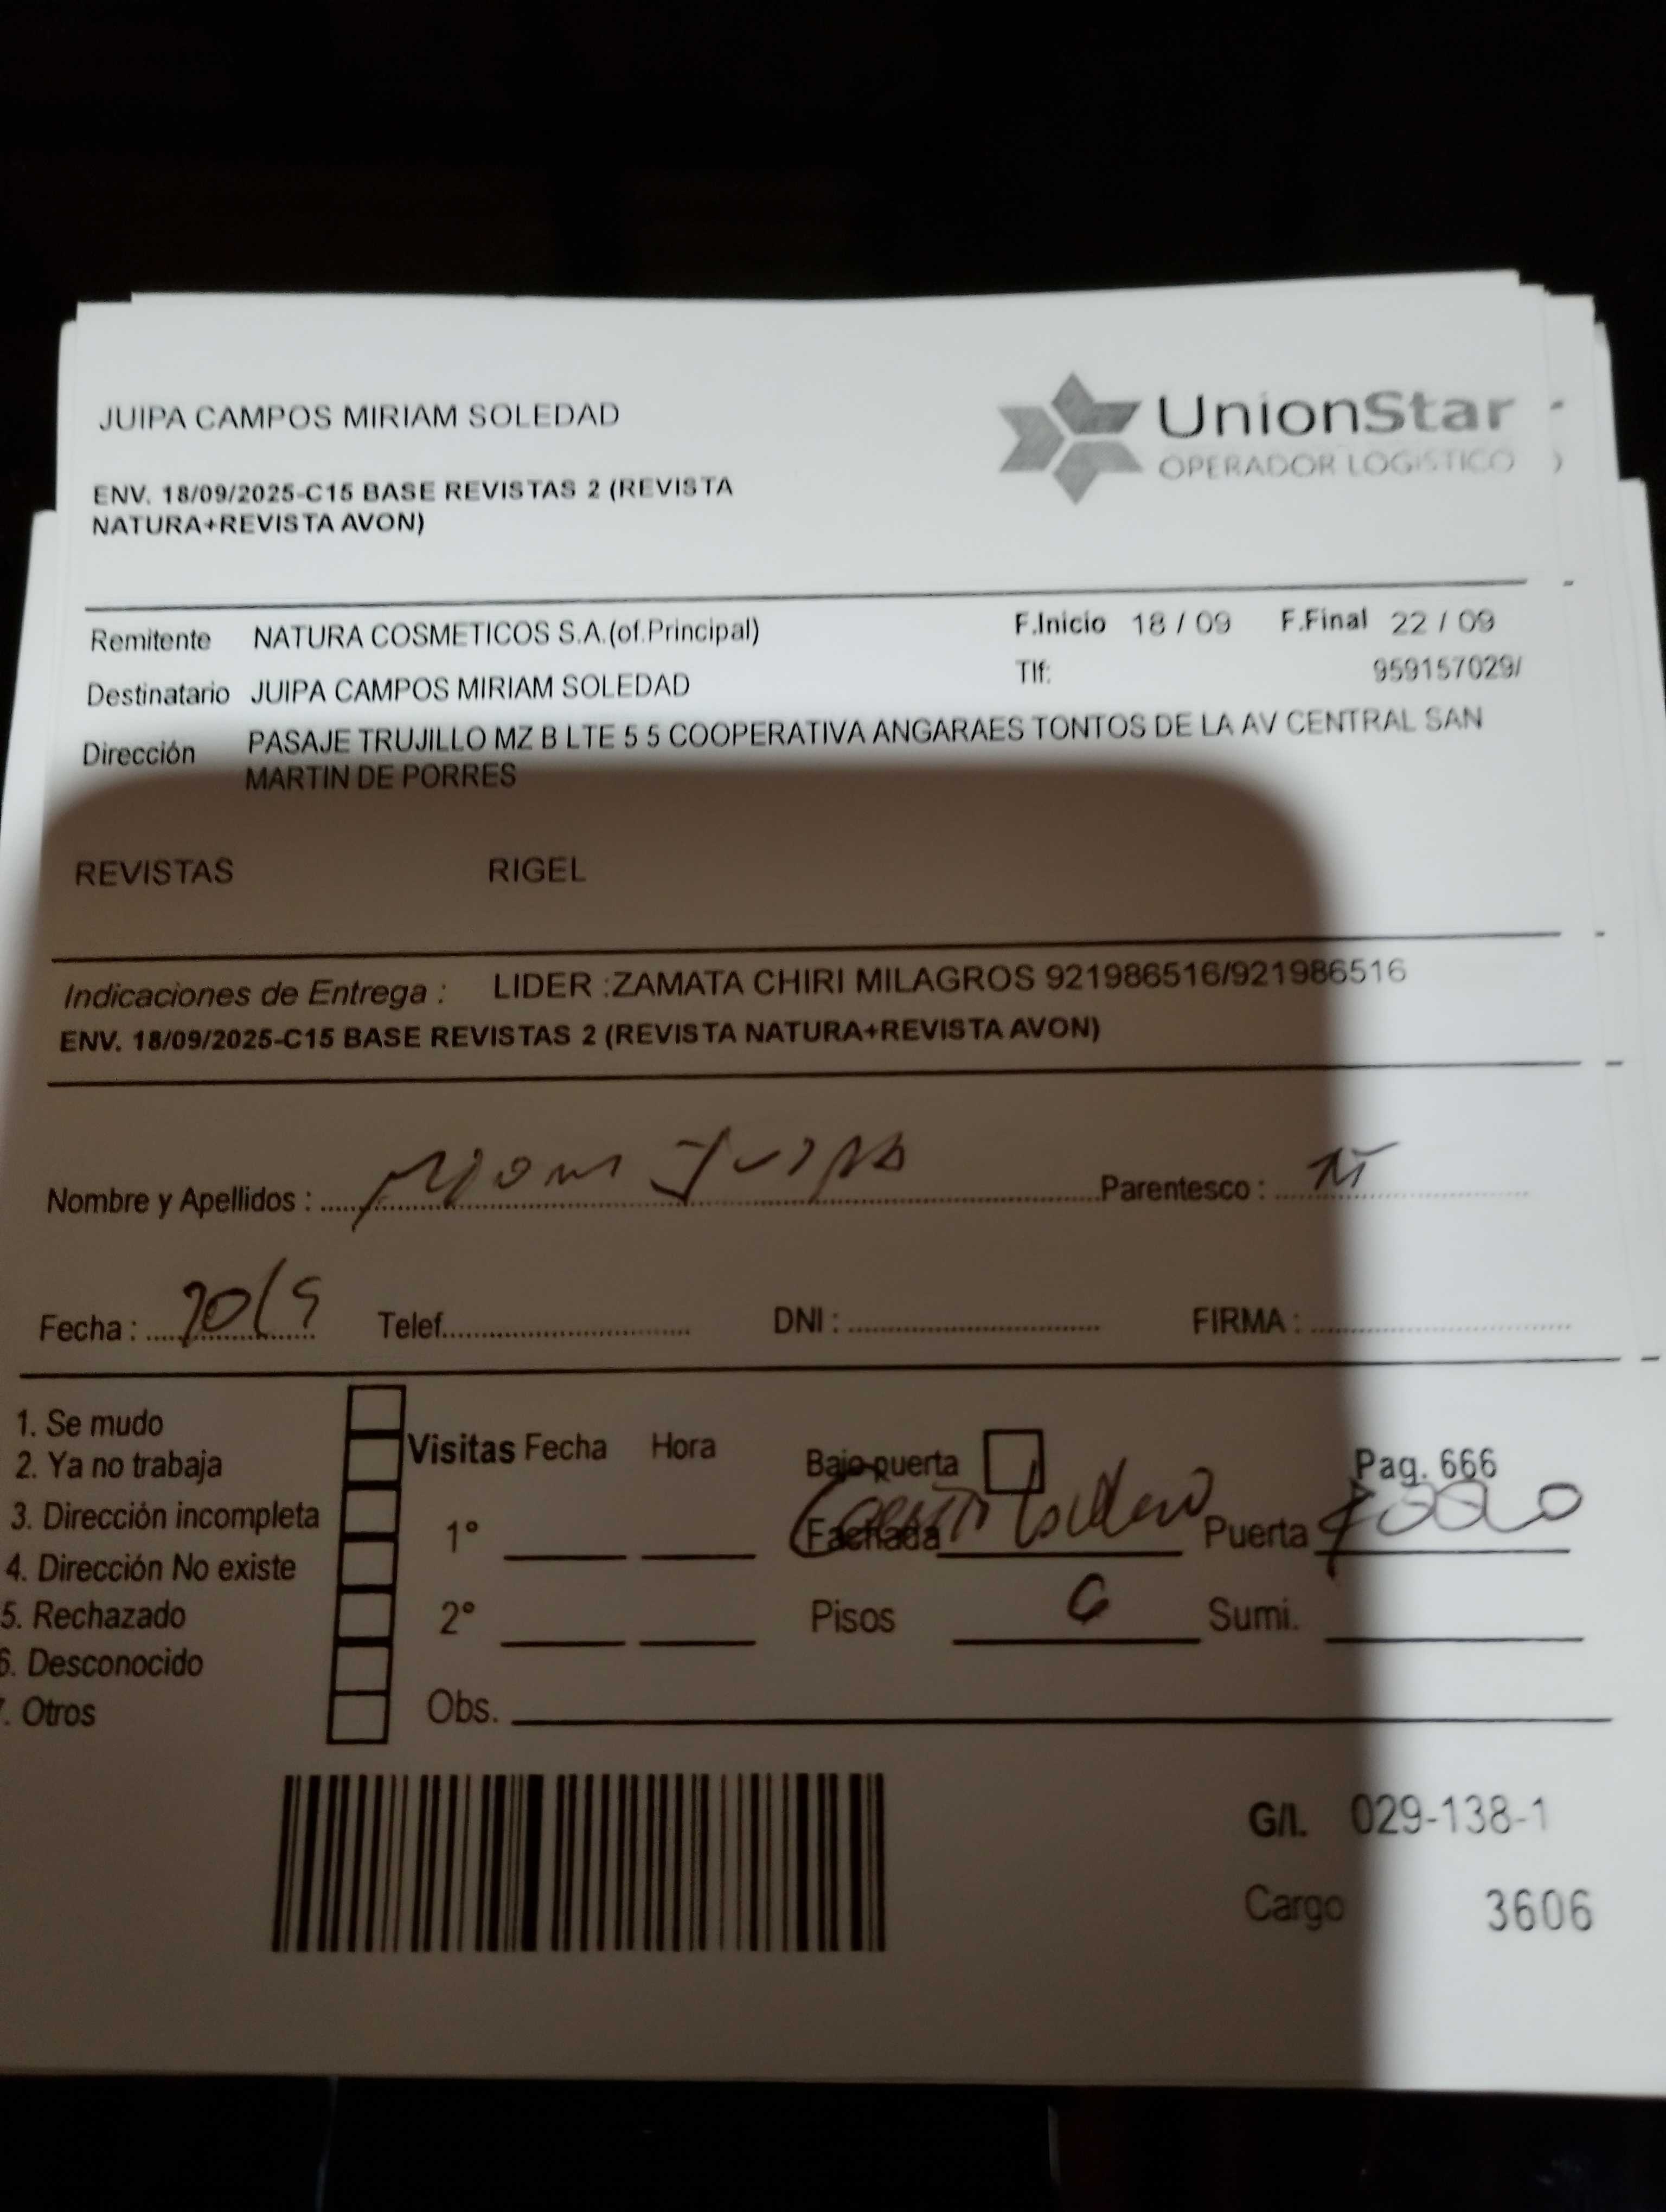 JUIPA CAMPOS MIRIAM SOLEDAD
UnionStar
OPERADOR LOGISTICO
ENV. 18/09/2025-C15 BASE REVISTAS 2 (REVISTA
NATURA+REVISTA AVON)
Remitente NATURA COSMETICOS S.A.(of.Principal) F.Inicio 18 / 09 F.Final 22 / 09
Destinatario JUIPA CAMPOS MIRIAM SOLEDAD Tlf: 959157029/
Dirección PASAJE TRUJILLO MZ B LTE 5 5 COOPERATIVA ANGARAES TONTOS DE LA AV CENTRAL SAN
MARTIN DE PORRES
REVISTAS RIGEL
Indicaciones de Entrega : LIDER :ZAMATA CHIRI MILAGROS 921986516/921986516
ENV. 18/09/2025-C15 BASE REVISTAS 2 (REVISTA NATURA+REVISTA AVON)
Nombre y Apellidos : Juipa Parentesco :
Fecha : Telef. DNI : FIRMA :
1. Se mudo
2. Ya no trabaja
3. Dirección incompleta
4. Dirección No existe
5. Rechazado
6. Desconocido
. Otros
Visitas Fecha Hora
1°
2°
Obs.
Bajo puerta Pag. 666
Fachada Puerta
Pisos Sumi.
G/I. 029-138-1
Cargo 3606